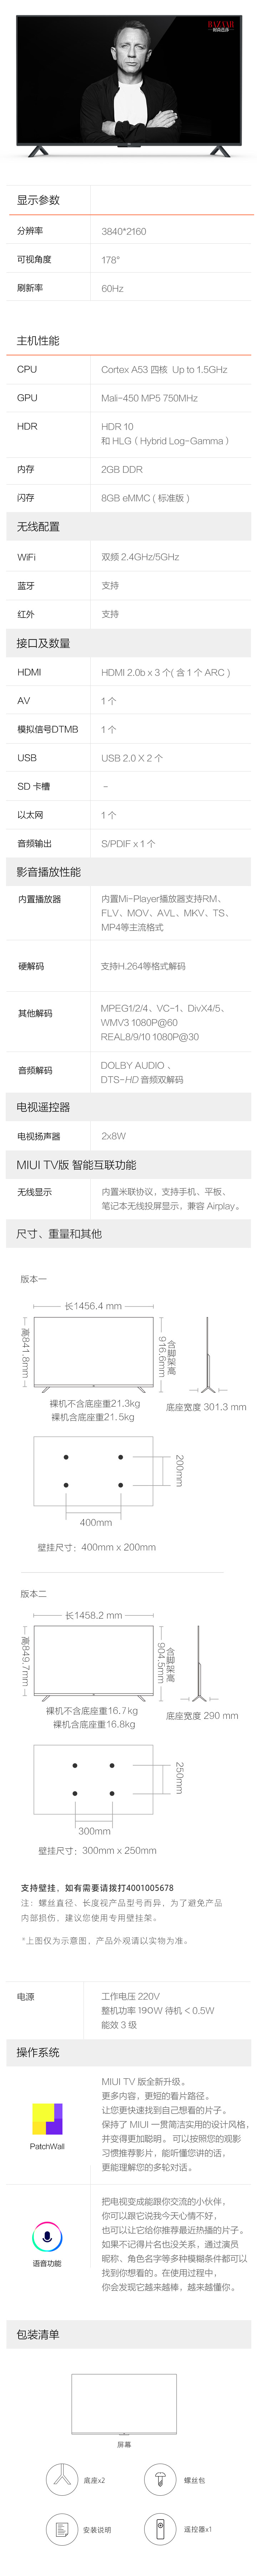 BAZAAR
时尚芭莎
显示参数
分辨率 3840*2160
可视角度 178°
刷新率 60Hz
主机性能
CPU Cortex A53 四核 Up to 1.5GHz
GPU Mali-450 MP5 750MHz
HDR HDR 10
和 HLG（Hybrid Log-Gamma）
内存 2GB DDR
闪存 8GB eMMC ( 标准版 )
无线配置
WiFi 双频 2.4GHz/5GHz
蓝牙 支持
红外 支持
接口及数量
HDMI HDMI 2.0b x 3 个( 含 1 个 ARC )
AV 1 个
模拟信号DTMB 1 个
USB USB 2.0 X 2 个
SD 卡槽 -
以太网 1 个
音频输出 S/PDIF x 1 个
影音播放性能
内置播放器 内置Mi-Player播放器支持RM、
FLV、MOV、AVL、MKV、TS、
MP4等主流格式
硬解码 支持H.264等格式解码
其他解码 MPEG1/2/4、VC-1、DivX4/5、
WMV3 1080P@60
REAL8/9/10 1080P@30
音频解码 DOLBY AUDIO 、
DTS-HD 音频双解码
电视遥控器
电视扬声器 2x8W
MIUI TV版 智能互联功能
无线显示 内置米联协议，支持手机、平板、
笔记本无线投屏显示，兼容 Airplay。
尺寸、重量和其他
版本一
长1456.4 mm
高841.8mm
含脚架高
916.6mm
裸机不含底座重21.3kg
裸机含底座重21.5kg
底座宽度 301.3 mm
200mm
400mm
壁挂尺寸：400mm x 200mm
版本二
长1458.2 mm
高849.7mm
含脚架高
904.5mm
裸机不含底座重16.7kg
裸机含底座重16.8kg
底座宽度 290 mm
250mm
300mm
壁挂尺寸：300mm x 250mm
支持壁挂，如有需要请拨打4001005678
注：螺丝直径、长度视产品型号而异，为了避免产品
内部损伤，建议您使用专用壁挂架。
*上图仅为示意图，产品外观请以实物为准。
电源 工作电压 220V
整机功率 190W 待机 < 0.5W
能效 3 级
操作系统
PatchWall
MIUI TV 版全新升级。
更多内容，更短的看片路径。
让您更快速找到自己想看的片子。
保持了 MIUI 一贯简洁实用的设计风格，
并变得更加聪明。 可以按照您的观影
习惯推荐影片，能听懂您讲的话，
更能理解您的多轮对话。
语音功能
把电视变成能跟你交流的小伙伴，
你可以跟它说我今天心情不好，
也可以让它给你推荐最近热播的片子。
如果不记得片名也没关系，通过演员
昵称、角色名字等多种模糊条件都可以
找到你想看的。在使用过程中，
你会发现它越来越棒，越来越懂你。
包装清单
屏幕
底座x2
螺丝包
安装说明
遥控器x1